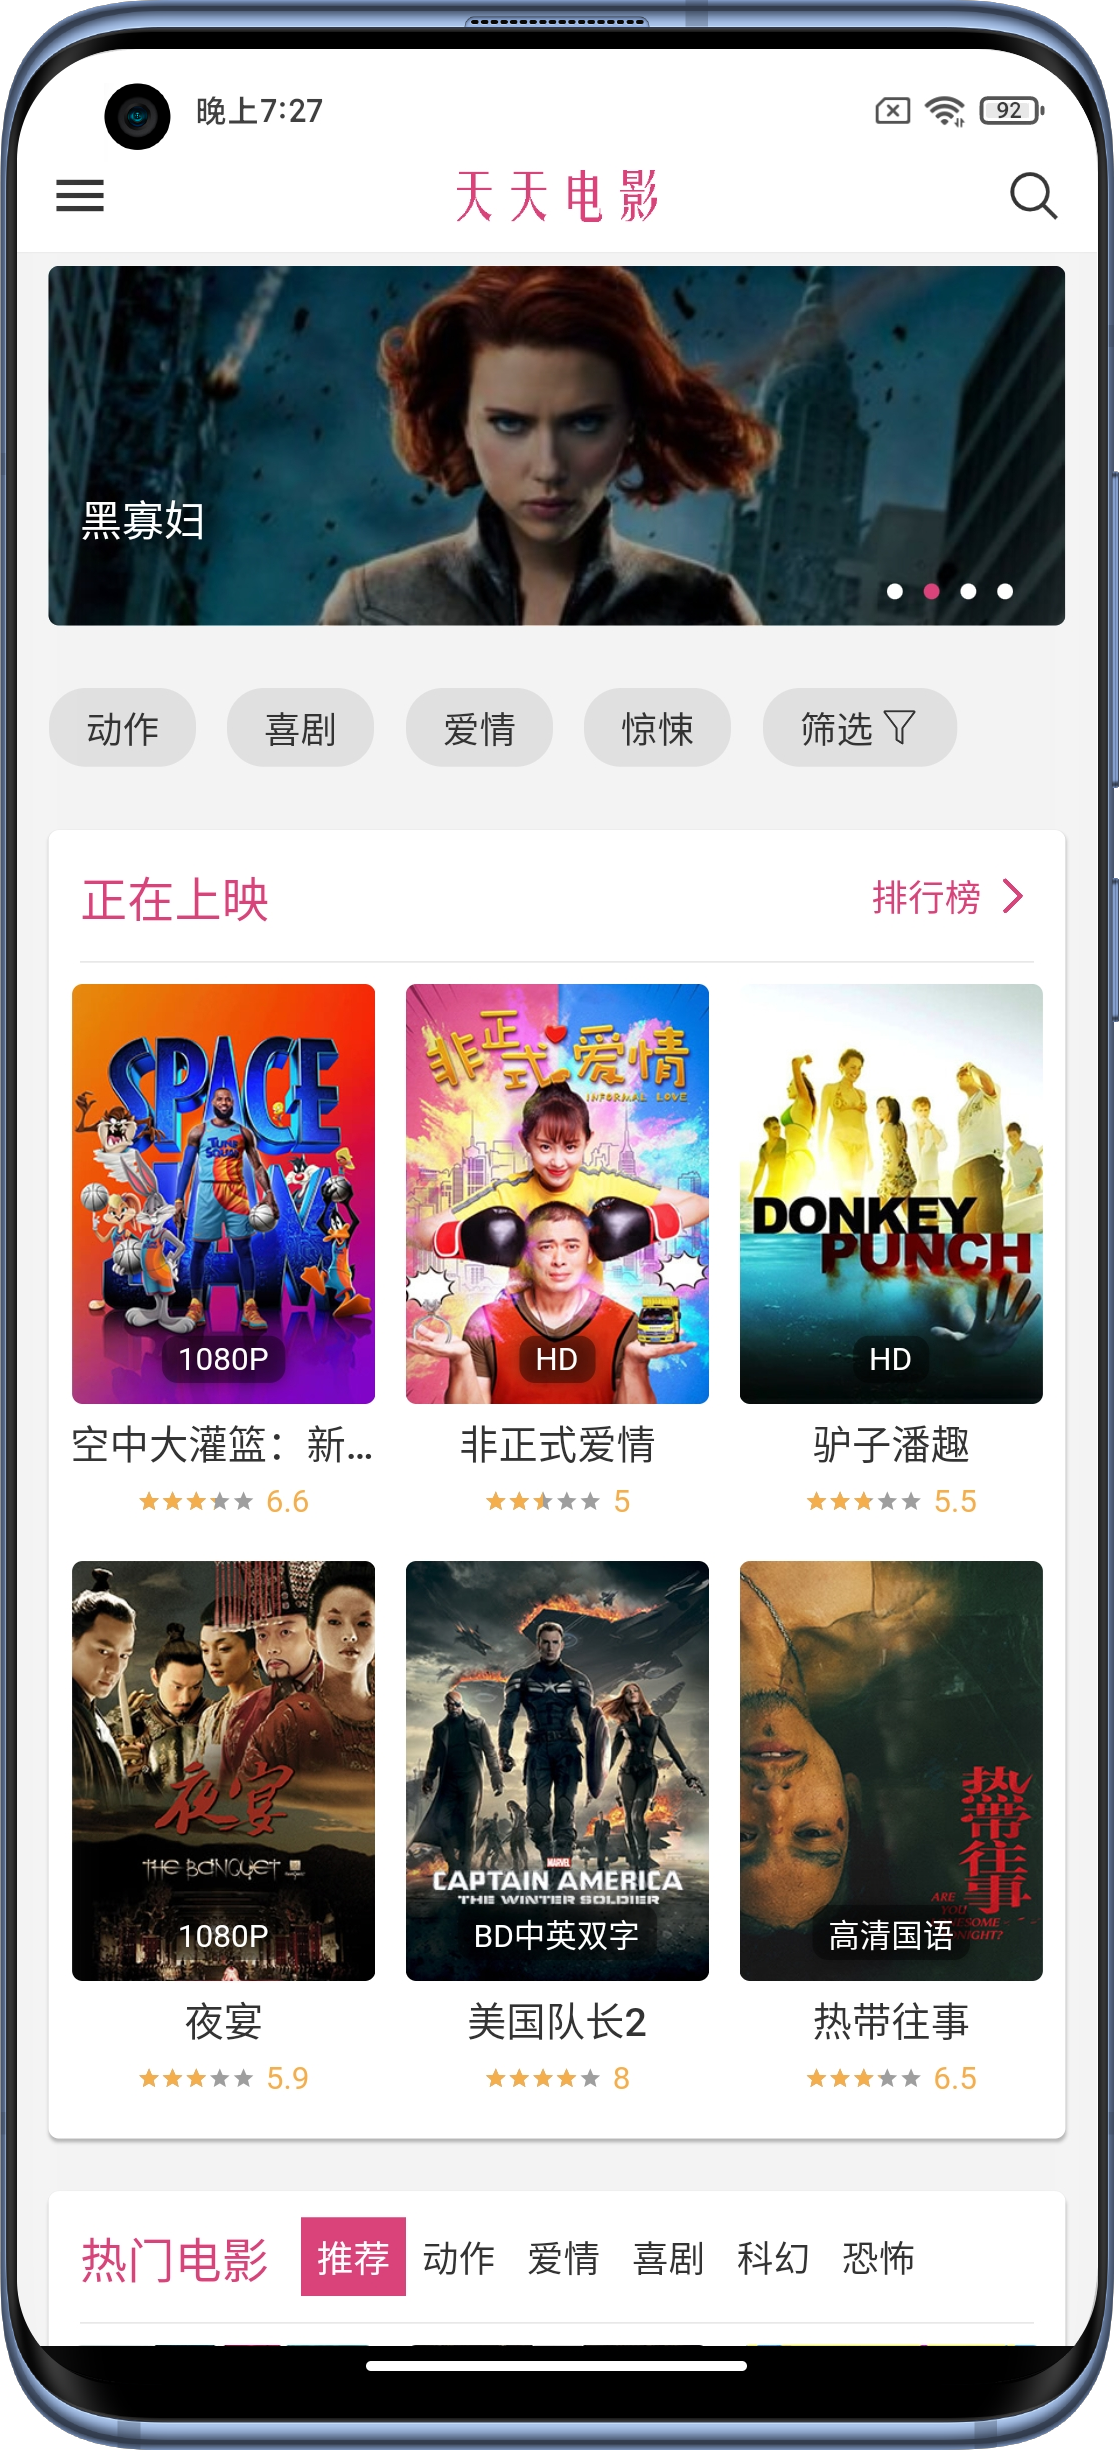 晚上7:27
92
天天电影
黑寡妇
动作 喜剧 爱情 惊悚 筛选
正在上映 排行榜
SPACE
JAM
TUNE
SQUAD
1080P
非正式爱情
INFORMAL LOVE
HD
DONKEY
PUNCH
HD
空中大灌篮：新... 非正式爱情 驴子潘趣
6.6 5 5.5
夜宴
THE BANQUET
1080P
MARVEL
CAPTAIN AMERICA
THE WINTER SOLDIER
BD中英双字
热带往事
ARE
YOU
NIGHT?
高清国语
夜宴 美国队长2 热带往事
5.9 8 6.5
热门电影 推荐 动作 爱情 喜剧 科幻 恐怖